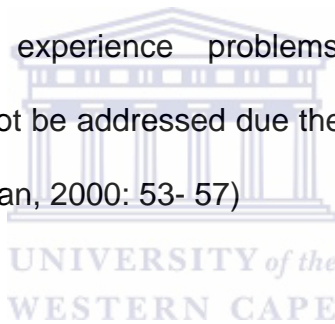 experience problems
ot be addressed due the
an, 2000: 53- 57)
UNIVERSITY of the
WESTERN CAPE